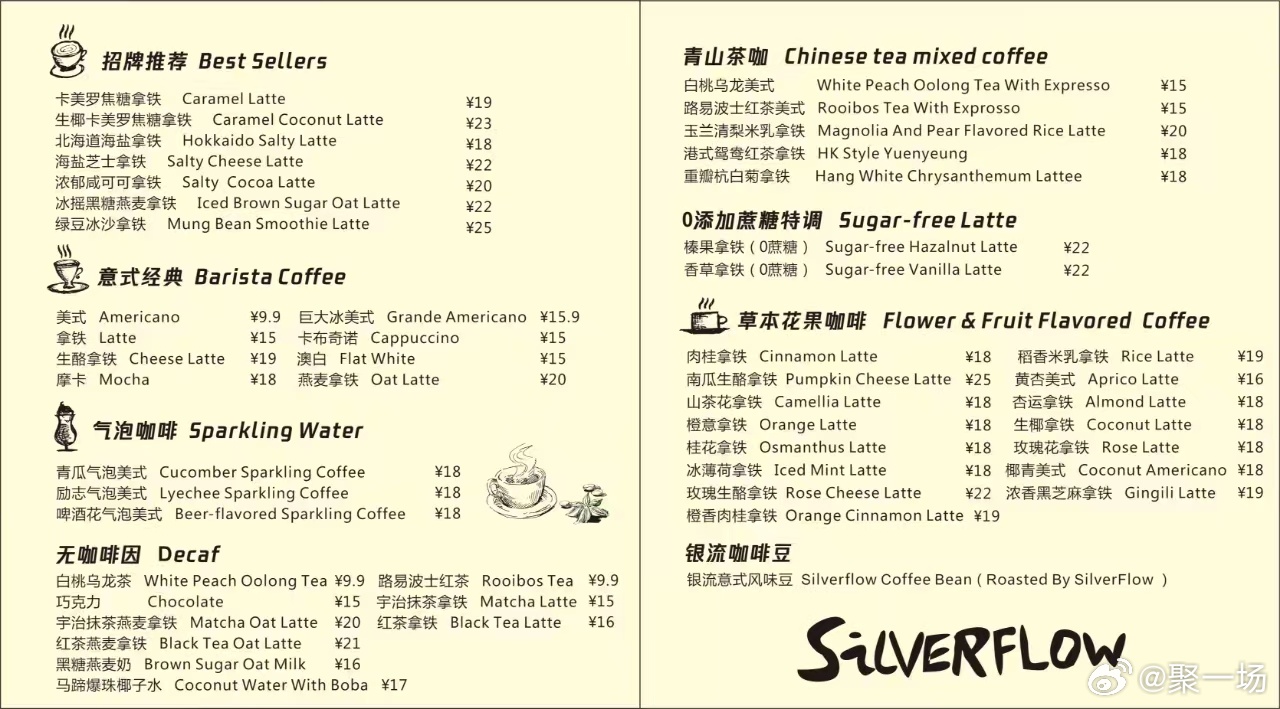 招牌推荐 Best Sellers
卡美罗焦糖拿铁 Caramel Latte ¥19
生椰卡美罗焦糖拿铁 Caramel Coconut Latte ¥23
北海道海盐拿铁 Hokkaido Salty Latte ¥18
海盐芝士拿铁 Salty Cheese Latte ¥22
浓郁咸可可拿铁 Salty Cocoa Latte ¥20
冰摇黑糖燕麦拿铁 Iced Brown Sugar Oat Latte ¥22
绿豆冰沙拿铁 Mung Bean Smoothie Latte ¥25
意式经典 Barista Coffee
美式 Americano ¥9.9 巨大冰美式 Grande Americano ¥15.9
拿铁 Latte ¥15 卡布奇诺 Cappuccino ¥15
生酪拿铁 Cheese Latte ¥19 澳白 Flat White ¥15
摩卡 Mocha ¥18 燕麦拿铁 Oat Latte ¥20
气泡咖啡 Sparkling Water
青瓜气泡美式 Cucomber Sparkling Coffee ¥18
励志气泡美式 Lyechee Sparkling Coffee ¥18
啤酒花气泡美式 Beer-flavored Sparkling Coffee ¥18
无咖啡因 Decaf
白桃乌龙茶 White Peach Oolong Tea ¥9.9 路易波士红茶 Rooibos Tea ¥9.9
巧克力 Chocolate ¥15 宇治抹茶拿铁 Matcha Latte ¥15
宇治抹茶燕麦拿铁 Matcha Oat Latte ¥20 红茶拿铁 Black Tea Latte ¥16
红茶燕麦拿铁 Black Tea Oat Latte ¥21
黑糖燕麦奶 Brown Sugar Oat Milk ¥16
马蹄爆珠椰子水 Coconut Water With Boba ¥17
青山茶咖 Chinese tea mixed coffee
白桃乌龙美式 White Peach Oolong Tea With Expresso ¥15
路易波士红茶美式 Rooibos Tea With Exprosso ¥15
玉兰清梨米乳拿铁 Magnolia And Pear Flavored Rice Latte ¥20
港式鸳鸯红茶拿铁 HK Style Yuenyeung ¥18
重瓣杭白菊拿铁 Hang White Chrysanthemum Lattee ¥18
0添加蔗糖特调 Sugar-free Latte
榛果拿铁（0蔗糖） Sugar-free Hazalnut Latte ¥22
香草拿铁（0蔗糖） Sugar-free Vanilla Latte ¥22
草本花果咖啡 Flower & Fruit Flavored Coffee
肉桂拿铁 Cinnamon Latte ¥18 稻香米乳拿铁 Rice Latte ¥19
南瓜生酪拿铁 Pumpkin Cheese Latte ¥25 黄杏美式 Aprico Latte ¥16
山茶花拿铁 Camellia Latte ¥18 杏运拿铁 Almond Latte ¥18
橙意拿铁 Orange Latte ¥18 生椰拿铁 Coconut Latte ¥18
桂花拿铁 Osmanthus Latte ¥18 玫瑰花拿铁 Rose Latte ¥18
冰薄荷拿铁 Iced Mint Latte ¥18 椰青美式 Coconut Americano ¥18
玫瑰生酪拿铁 Rose Cheese Latte ¥22 浓香黑芝麻拿铁 Gingili Latte ¥19
橙香肉桂拿铁 Orange Cinnamon Latte ¥19
银流咖啡豆
银流意式风味豆 Silverflow Coffee Bean（Roasted By SilverFlow ）
SiLVERFLOW
@聚一场